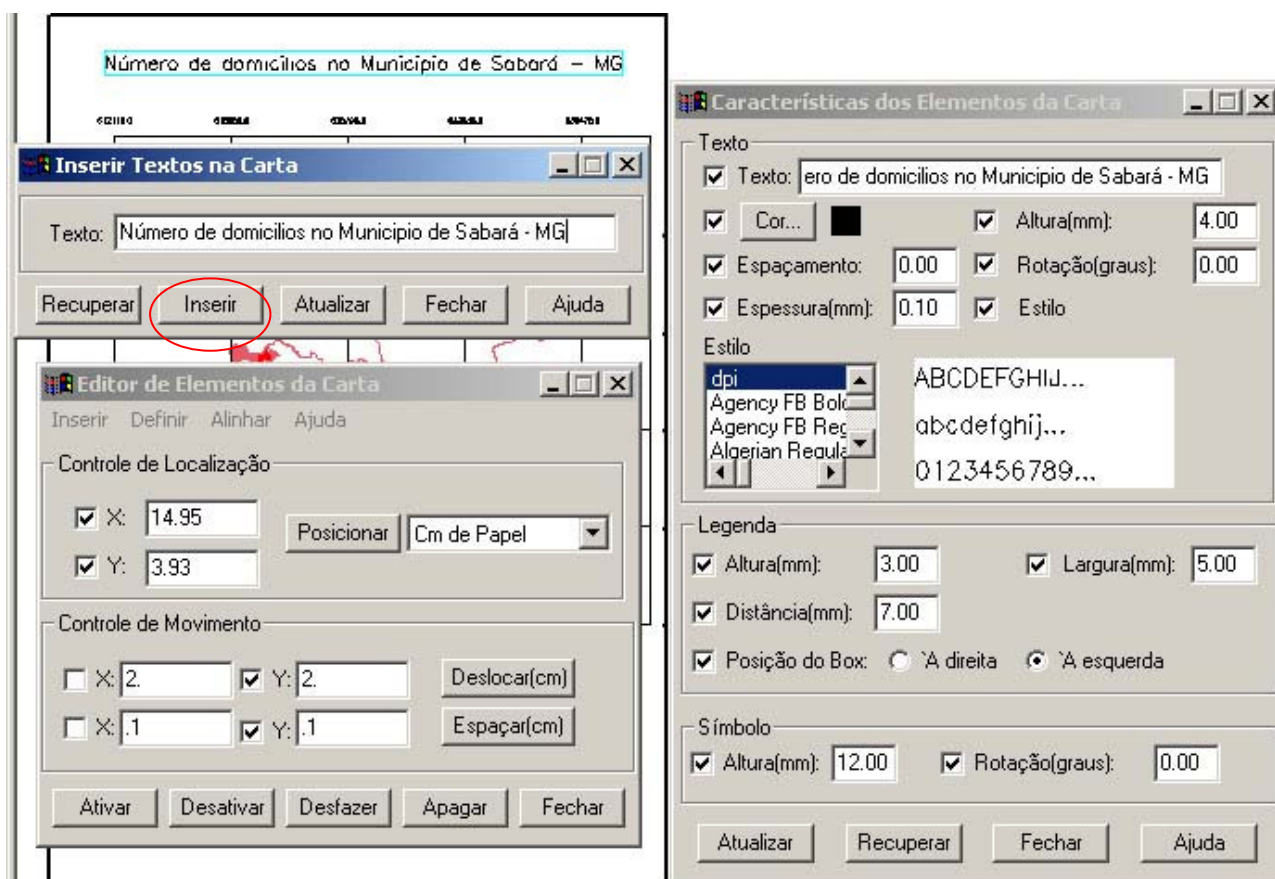 Número de domicilios no Municipio de Sabará – MG
Inserir Textos na Carta
Texto: Número de domicilios no Municipio de Sabará - MG
Recuperar Inserir Atualizar Fechar Ajuda
Editor de Elementos da Carta
Inserir Definir Alinhar Ajuda
Controle de Localização
X: 14.95
Posicionar Cm de Papel
Y: 3.93
Controle de Movimento
X: 2. Y: 2. Deslocar(cm)
X: .1 Y: .1 Espaçar(cm)
Ativar Desativar Desfazer Apagar Fechar
Características dos Elementos da Carta
Texto
Texto: ero de domicilios no Municipio de Sabará - MG
Cor... Altura(mm): 4.00
Espaçamento: 0.00 Rotação(graus): 0.00
Espessura(mm): 0.10 Estilo
Estilo
dpi
Agency FB Bold
Agency FB Reg
Algerian Regula
ABCDEFGHIJ...
abcdefghij...
0123456789...
Legenda
Altura(mm): 3.00 Largura(mm): 5.00
Distância(mm): 7.00
Posição do Box: `A direita `A esquerda
Símbolo
Altura(mm): 12.00 Rotação(graus): 0.00
Atualizar Recuperar Fechar Ajuda